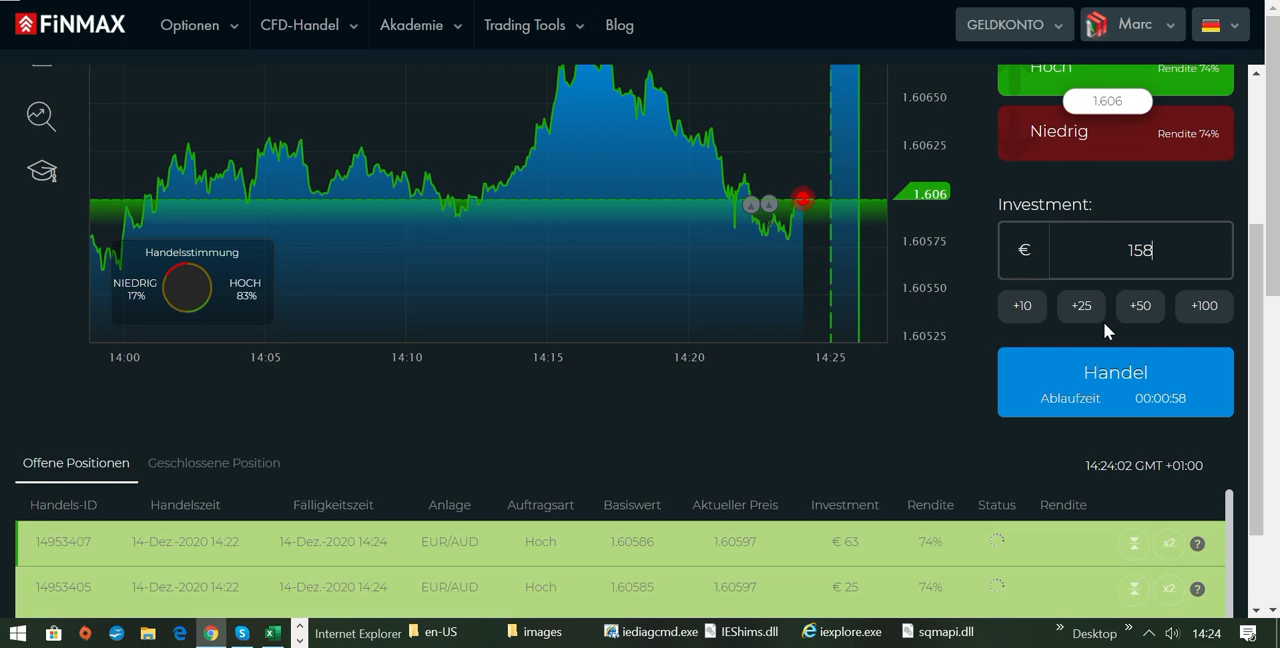 FiNMAX Optionen CFD-Handel Akademie Trading Tools Blog GELDKONTO Marc
Hoch Rendite 74%
1.606
Niedrig Rendite 74%
1.60650
1.60625
1.606
1.60575
1.60550
1.60525
Handelsstimmung
NIEDRIG
17%
HOCH
83%
14:00 14:05 14:10 14:15 14:20 14:25
Investment:
€ 158
+10 +25 +50 +100
Handel
Ablaufzeit 00:00:58
Offene Positionen Geschlossene Position 14:24:02 GMT +01:00
Handels-ID Handelszeit Fälligkeitszeit Anlage Auftragsart Basiswert Aktueller Preis Investment Rendite Status Rendite
14953407 14-Dez.-2020 14:22 14-Dez.-2020 14:24 EUR/AUD Hoch 1.60586 1.60597 € 63 74% x2 ?
14953405 14-Dez.-2020 14:22 14-Dez.-2020 14:24 EUR/AUD Hoch 1.60585 1.60597 € 25 74% x2 ?
Internet Explorer en-US images iediagcmd.exe IEShims.dll iexplore.exe sqmapi.dll » Desktop » 14:24